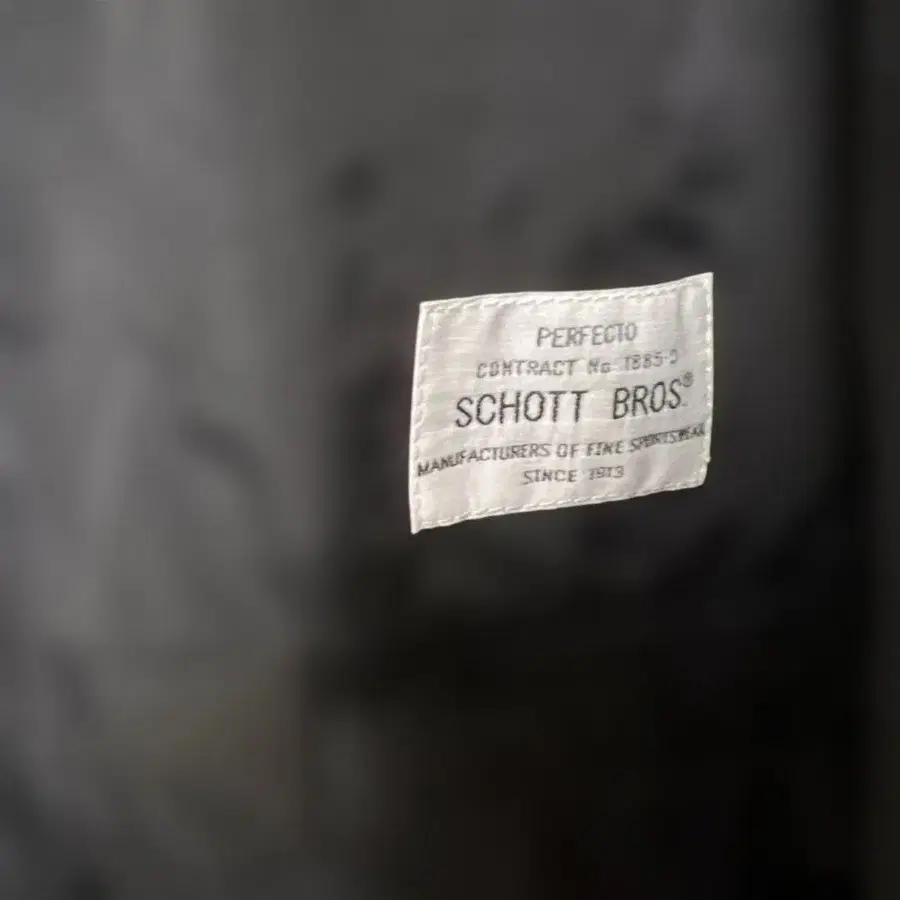 PERFECTO
CONTRACT No 1885-D
SCHOTT BROS.®
MANUFACTURERS OF FINE SPORTSWEAR
SINCE 1913